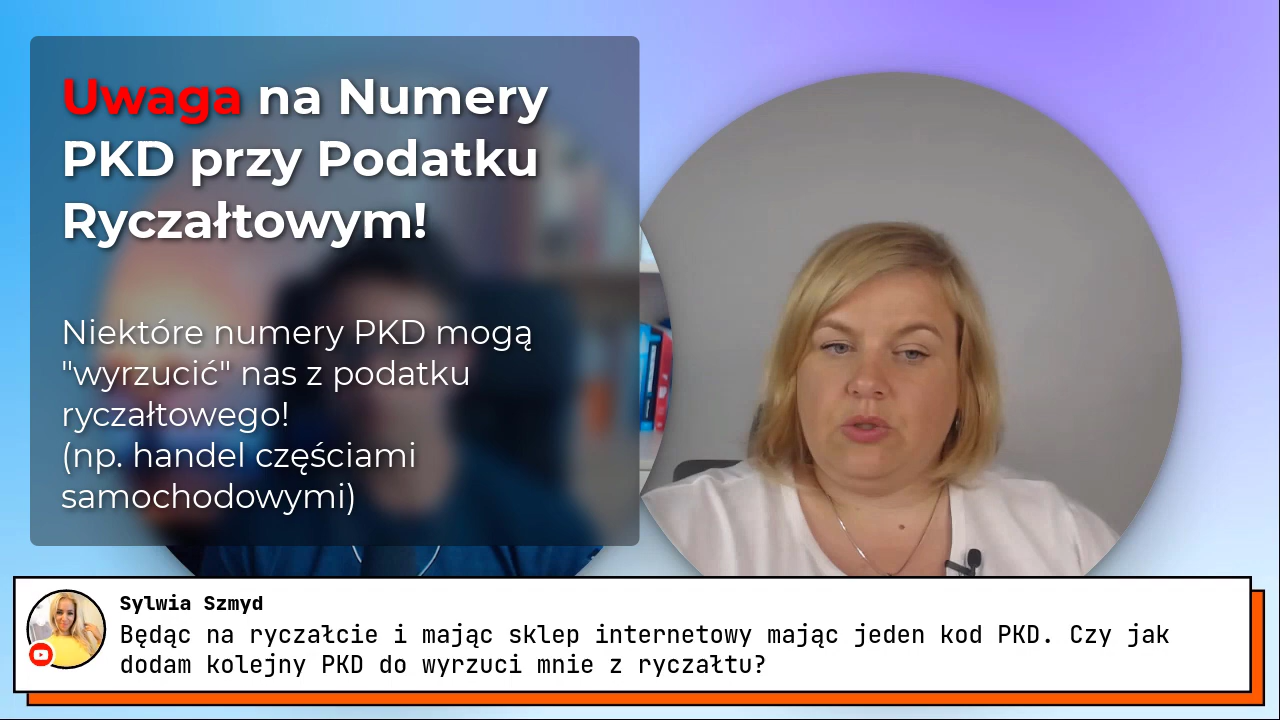 Uwaga na Numery
PKD przy Podatku
Ryczałtowym!
Niektóre numery PKD mogą
"wyrzucić" nas z podatku
ryczałtowego!
(np. handel częściami
samochodowymi)
Sylwia Szmyd
Będąc na ryczałcie i mając sklep internetowy mając jeden kod PKD. Czy jak
dodam kolejny PKD do wyrzuci mnie z ryczałtu?